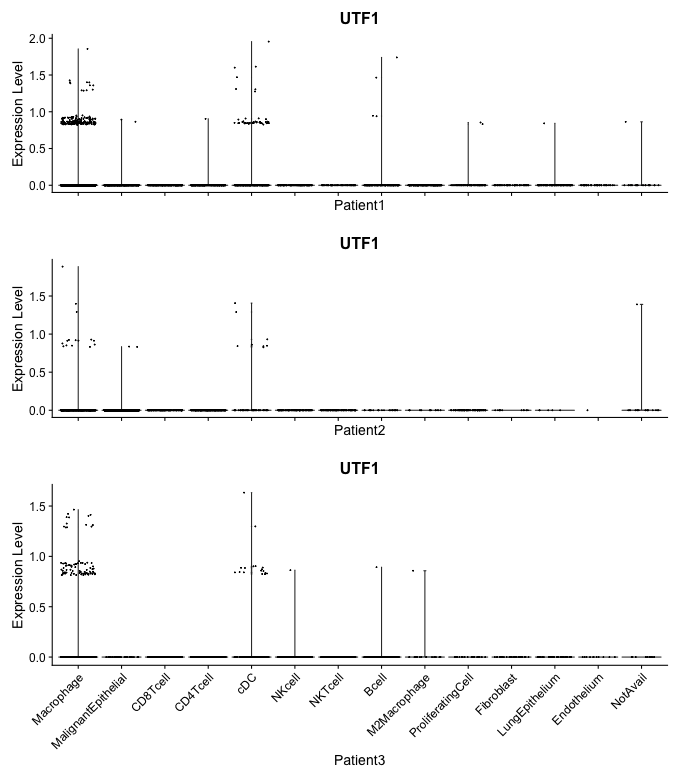 UTF1
Expression Level
2.0
1.5
1.0
0.5
0.0
Patient1
UTF1
Expression Level
1.5
1.0
0.5
0.0
Patient2
UTF1
Expression Level
1.5
1.0
0.5
0.0
Macrophage
MalignantEpithelial
CD8Tcell
CD4Tcell
cDC
NKcell
NKTcell
Bcell
M2Macrophage
ProliferatingCell
Fibroblast
LungEpithelium
Endothelium
NotAvail
Patient3